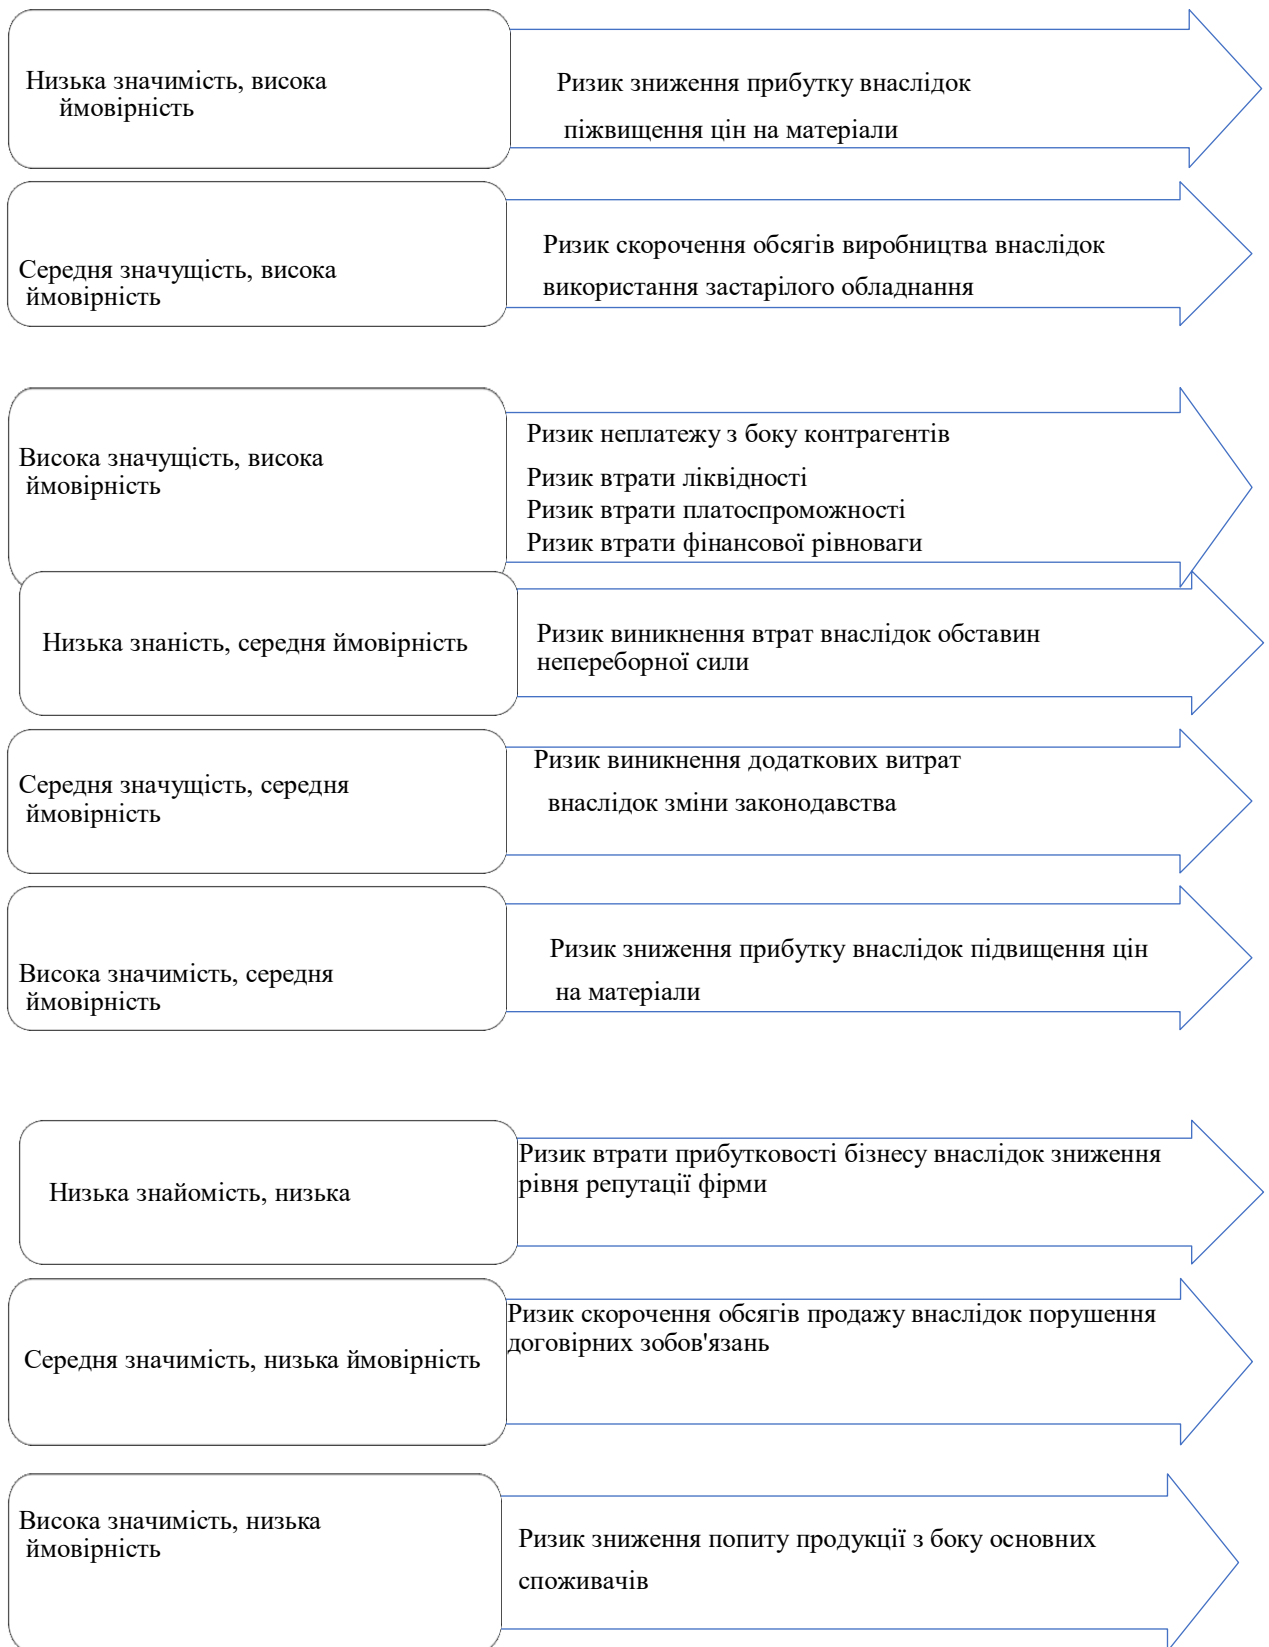 Низька значимість, висока
ймовірність
Ризик зниження прибутку внаслідок
піжвищення цін на матеріали
Середня значущість, висока
ймовірність
Ризик скорочення обсягів виробництва внаслідок
використання застарілого обладнання
Висока значущість, висока
ймовірність
Ризик неплатежу з боку контрагентів
Ризик втрати ліквідності
Ризик втрати платоспроможності
Ризик втрати фінансової рівноваги
Низька знаність, середня ймовірність
Ризик виникнення втрат внаслідок обставин
непереборної сили
Середня значущість, середня
ймовірність
Ризик виникнення додаткових витрат
внаслідок зміни законодавства
Висока значимість, середня
ймовірність
Ризик зниження прибутку внаслідок підвищення цін
на матеріали
Низька знайомість, низька
Ризик втрати прибутковості бізнесу внаслідок зниження
рівня репутації фірми
Середня значимість, низька ймовірність
Ризик скорочення обсягів продажу внаслідок порушення
договірних зобов'язань
Висока значимість, низька
ймовірність
Ризик зниження попиту продукції з боку основних
споживачів